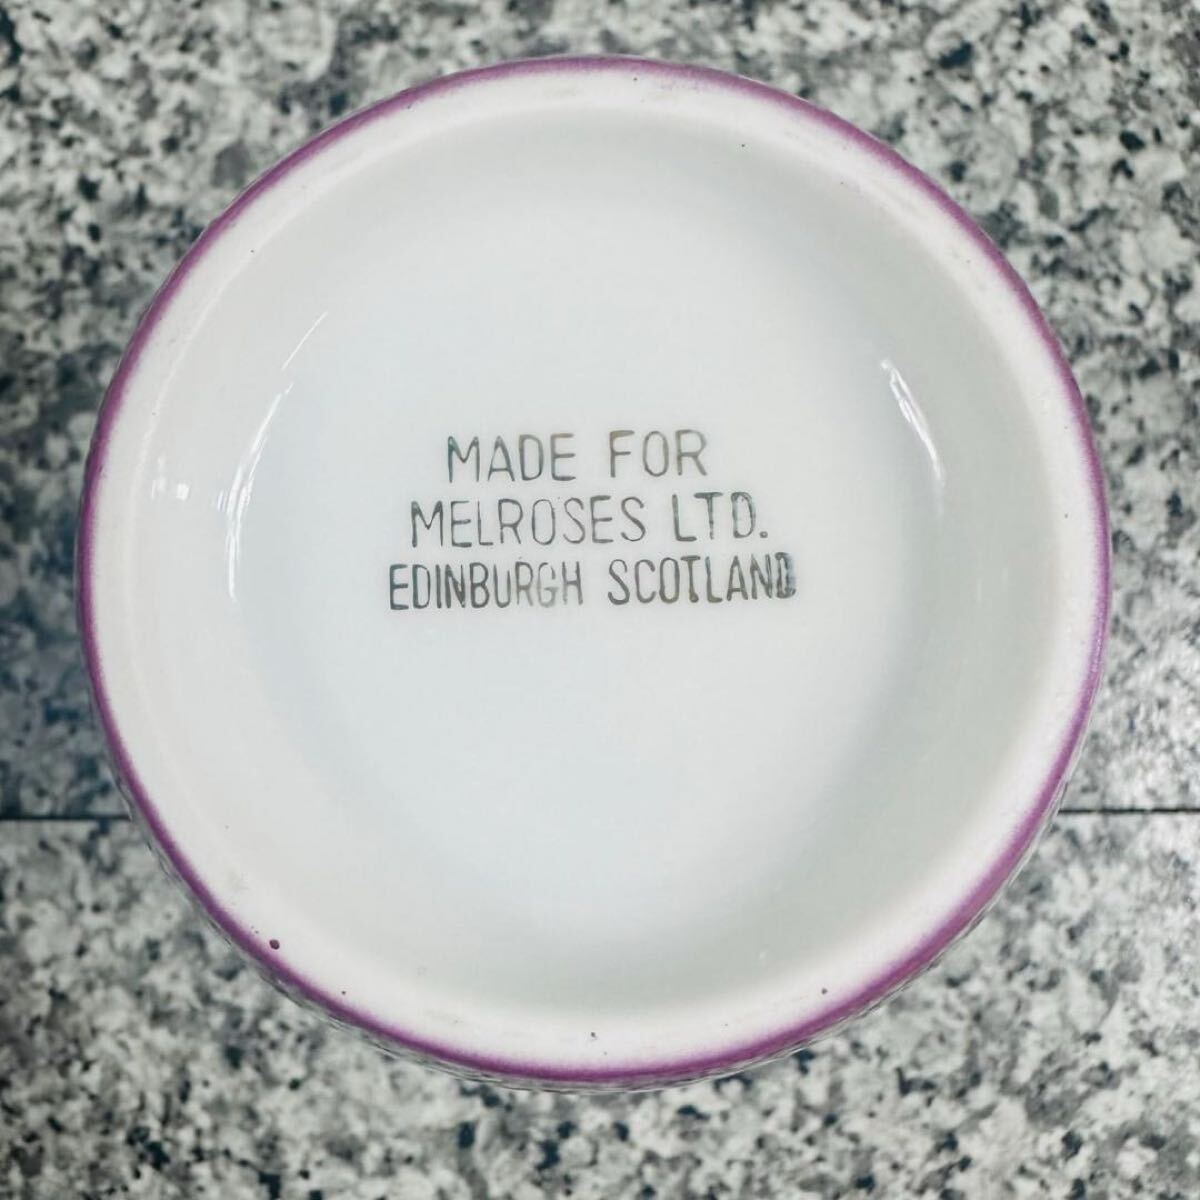 MADE FOR
MELROSES LTD.
EDINBURGH SCOTLAND